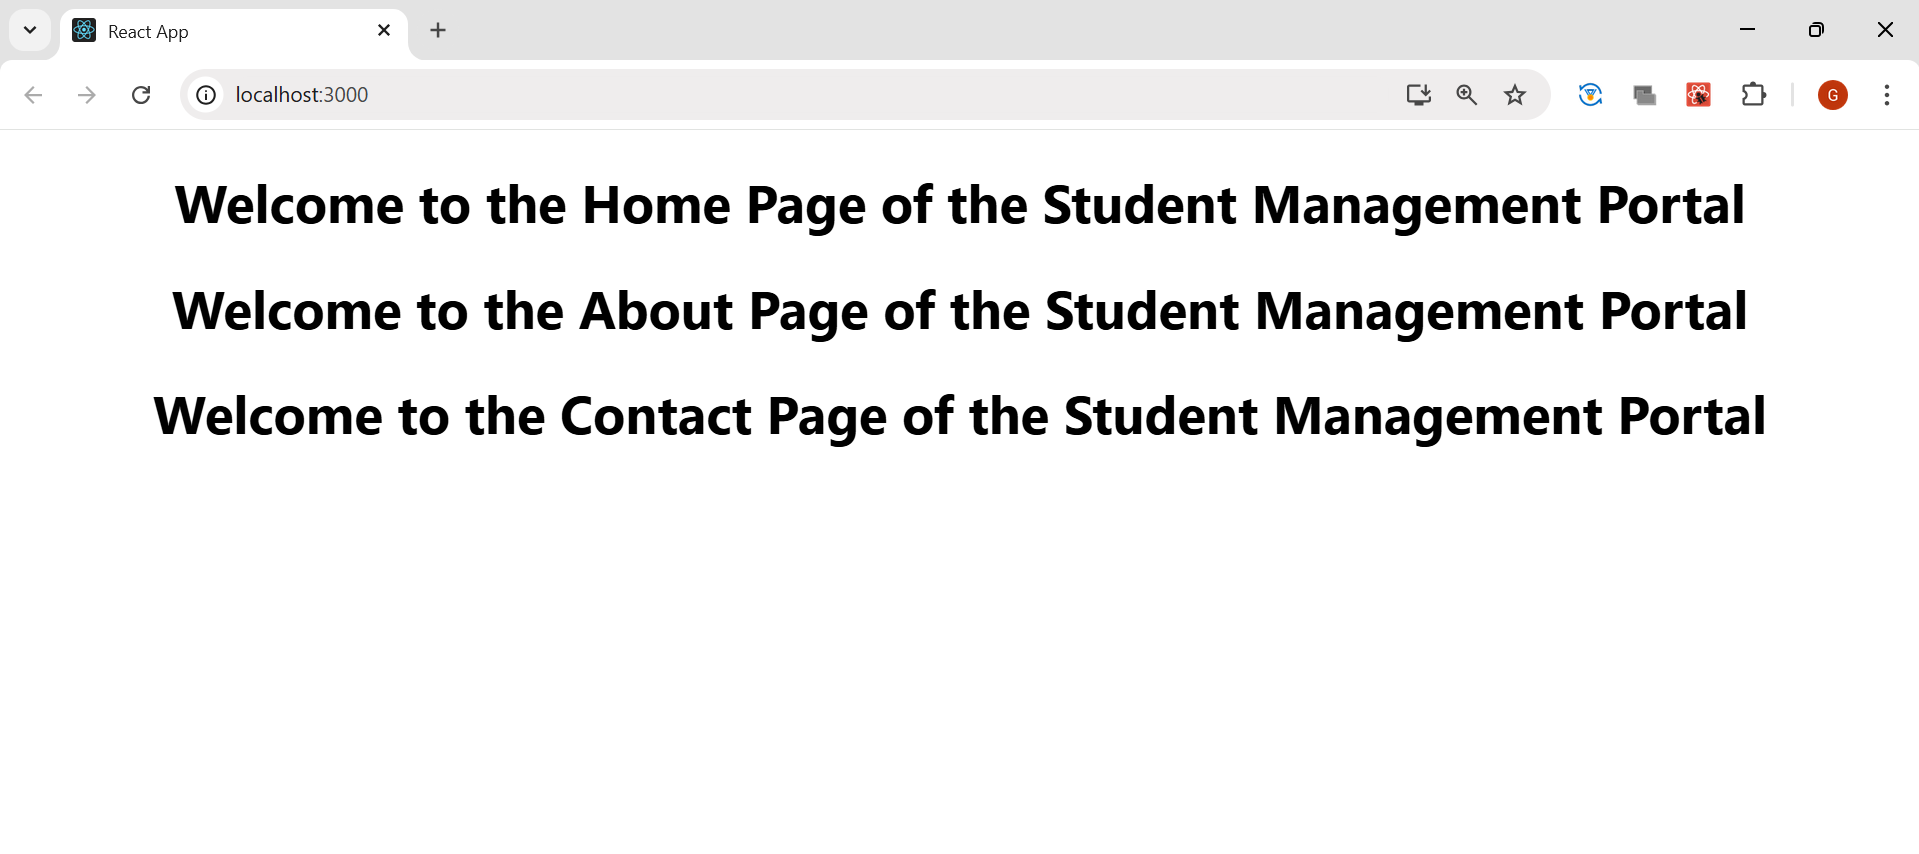 React App
localhost:3000
G
Welcome to the Home Page of the Student Management Portal
Welcome to the About Page of the Student Management Portal
Welcome to the Contact Page of the Student Management Portal